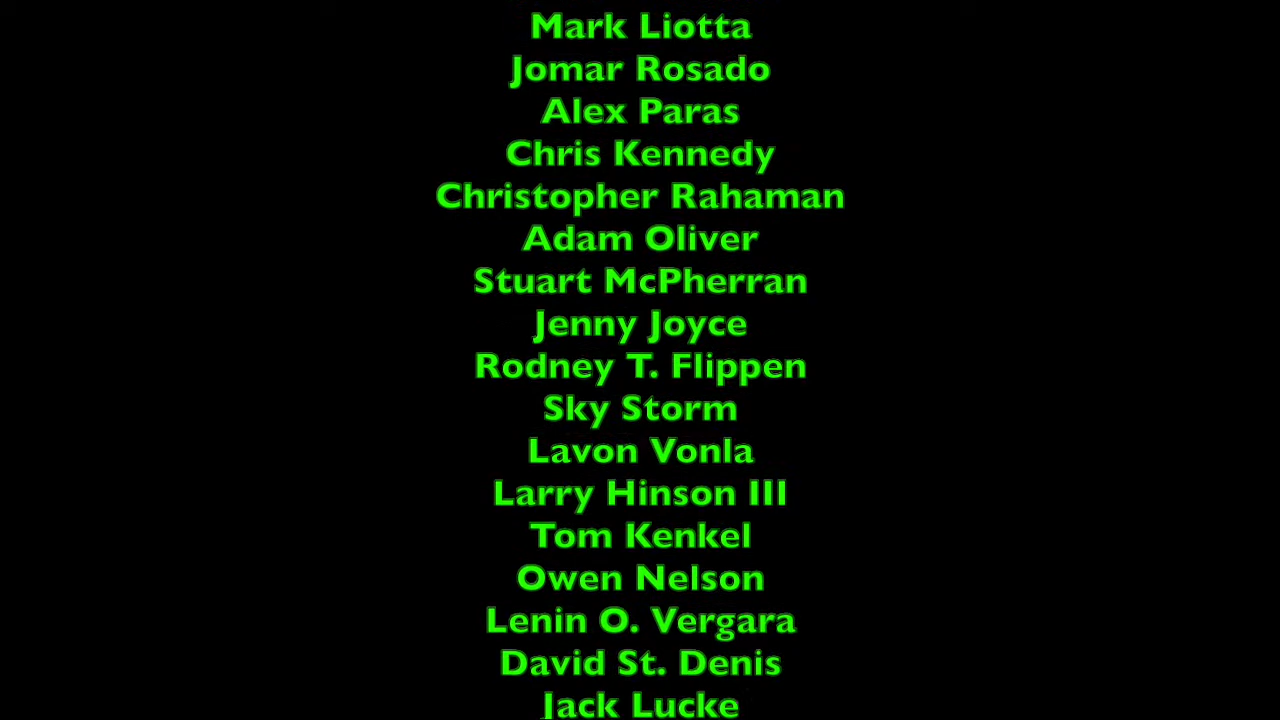 Mark Liotta
Jomar Rosado
Alex Paras
Chris Kennedy
Christopher Rahaman
Adam Oliver
Stuart McPherran
Jenny Joyce
Rodney T. Flippen
Sky Storm
Lavon Vonla
Larry Hinson III
Tom Kenkel
Owen Nelson
Lenin O. Vergara
David St. Denis
Jack Lucke